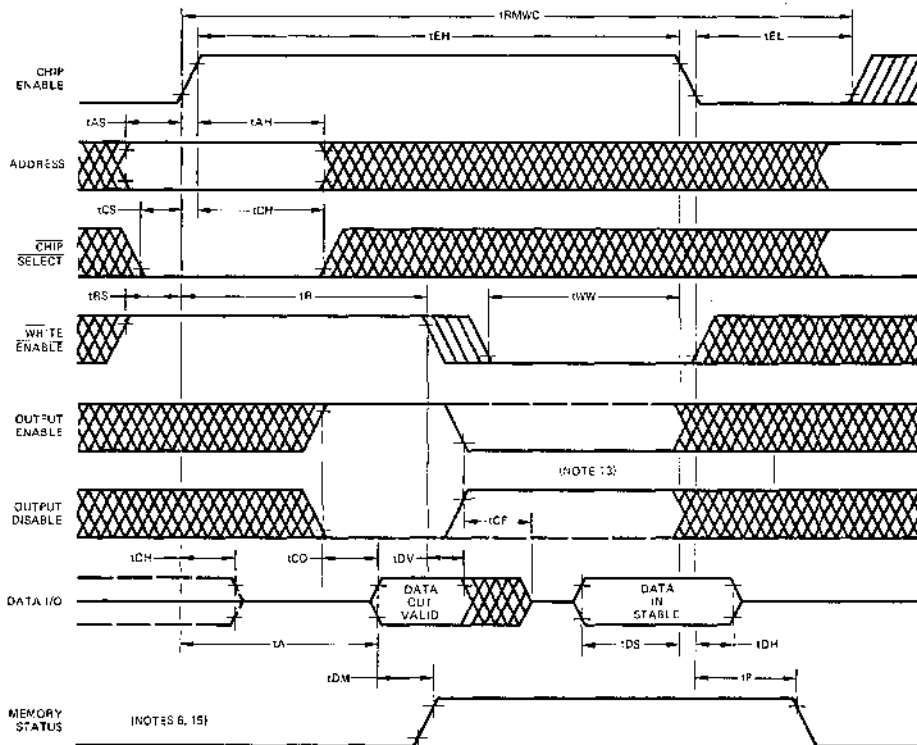 tRMWC
tEH
tEL
CHIP
ENABLE
tAS
tAH
ADDRESS
tCS
tCH
CHIP
SELECT
tRS
tR
tWW
WRITE
ENABLE
OUTPUT
ENABLE
(NOTE 13)
OUTPUT
DISABLE
tCF
tCH
tCO
tDV
DATA I/O
DATA
OUT
VALID
DATA
IN
STABLE
tA
tDS
tDH
tDM
tP
MEMORY
STATUS
(NOTES 6, 15)